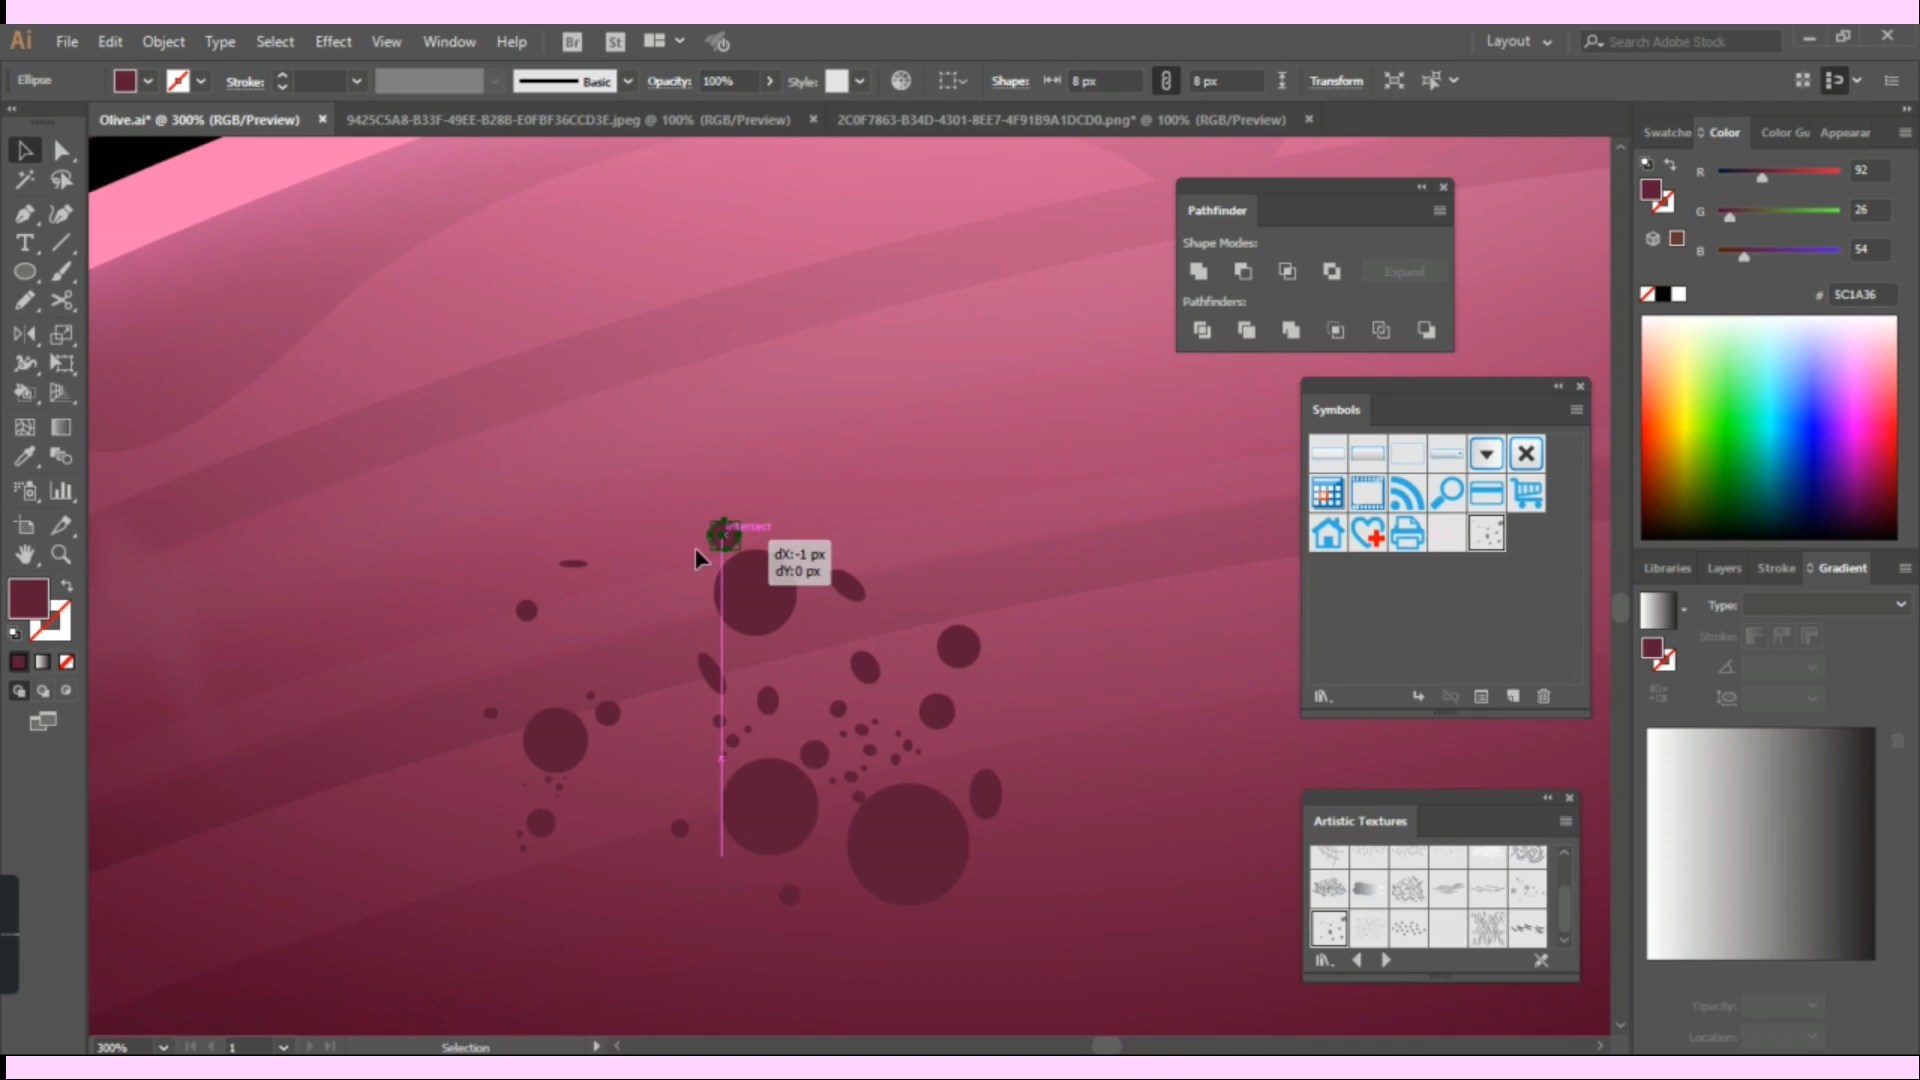 Ai File Edit Object Type Select Effect View Window Help Br St Layout Search Adobe Stock
Ellipse Stroke: Basic Opacity: 100% Style: Shape: 8 px 8 px Transform
Olive.ai* @ 300% (RGB/Preview) 9425C5A8-B33F-49EE-B28B-E0FBF36CCD3E.jpeg @ 100% (RGB/Preview) 2C0F7863-B34D-4301-8EE7-4F91B9A1DCD0.png* @ 100% (RGB/Preview)
Swatche Color Color Gu Appearar
R 92
G 26
B 54
# 5C1A36
Pathfinder
Shape Modes:
Expand
Pathfinders:
Symbols
intersect
dX:-1 px
dY:0 px
Libraries Layers Stroke Gradient
Type:
Stroke:
Artistic Textures
Opacity:
Location:
300% 1 Selection